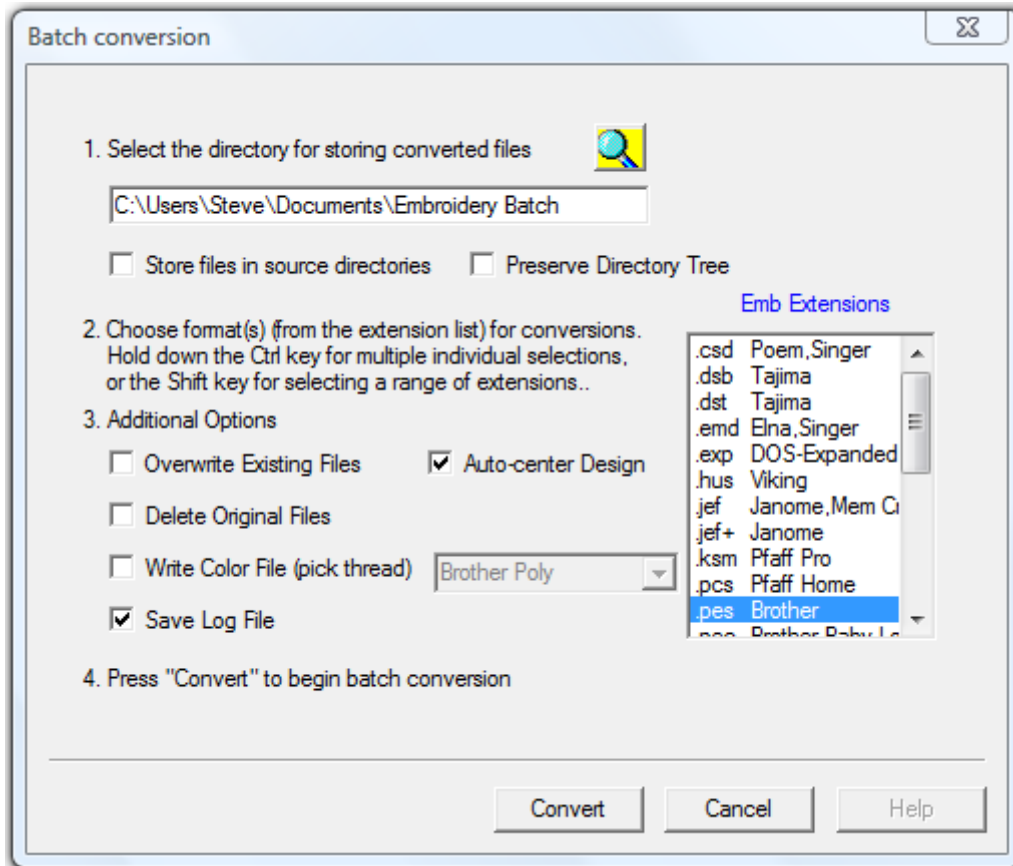 Batch conversion
1. Select the directory for storing converted files
C:\Users\Steve\Documents\Embroidery Batch
Store files in source directories
Preserve Directory Tree
Emb Extensions
2. Choose format(s) (from the extension list) for conversions.
Hold down the Ctrl key for multiple individual selections,
or the Shift key for selecting a range of extensions..
.csd Poem,Singer
.dsb Tajima
.dst Tajima
.emd Elna,Singer
.exp DOS-Expanded
.hus Viking
.jef Janome,Mem
.jef+ Janome
.ksm Pfaff Pro
.pcs Pfaff Home
.pes Brother
3. Additional Options
Overwrite Existing Files
Auto-center Design
Delete Original Files
Write Color File (pick thread)
Brother Poly
Save Log File
4. Press "Convert" to begin batch conversion
Convert
Cancel
Help